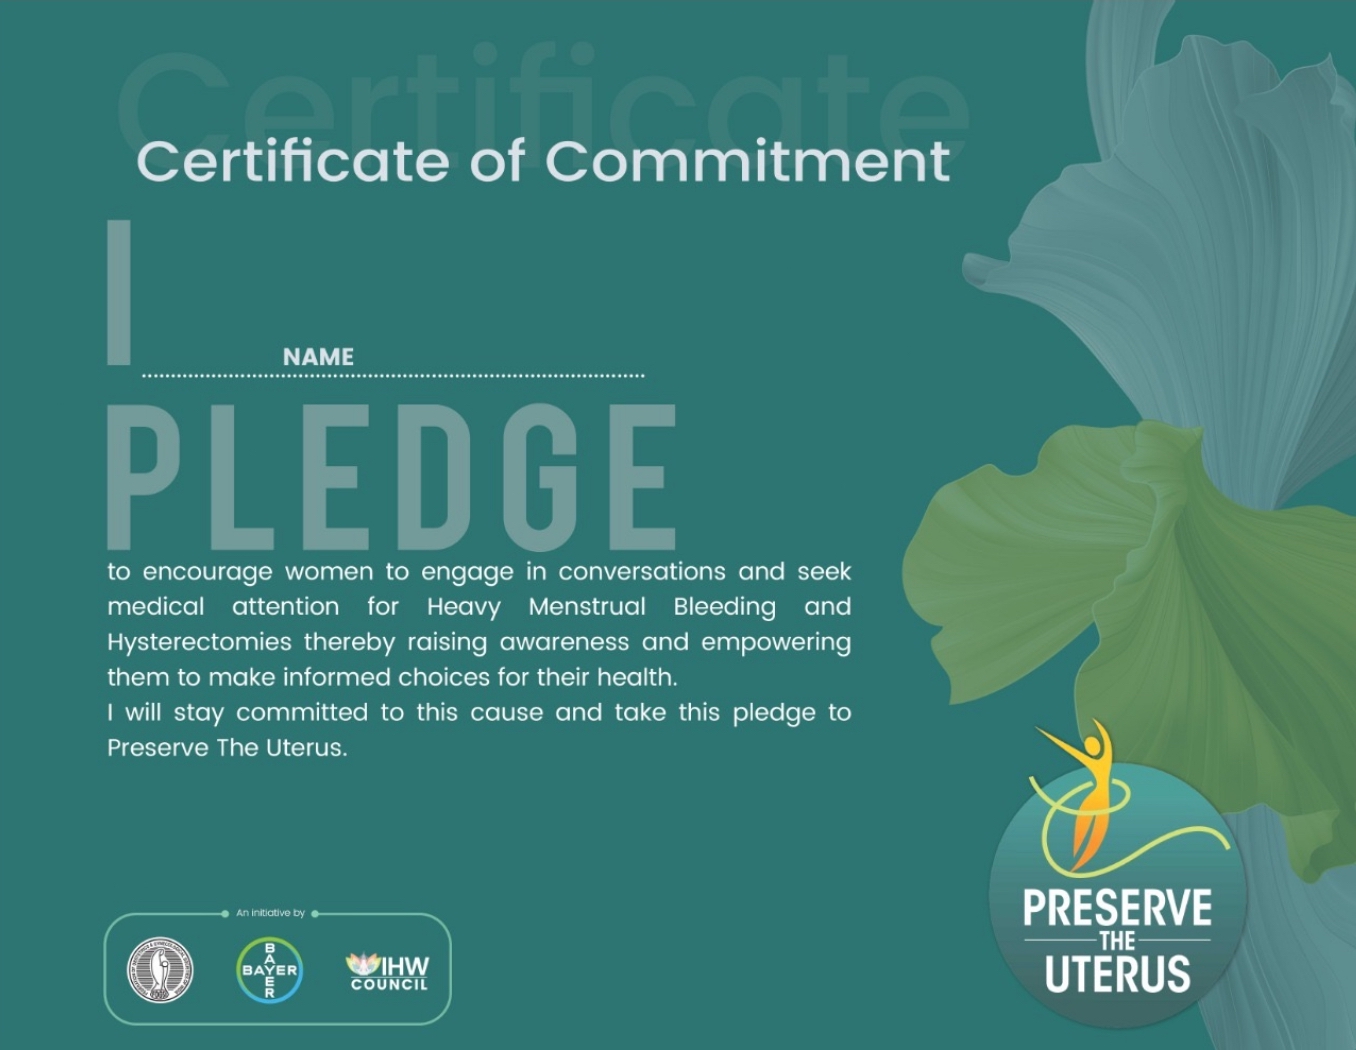 Certificate
Certificate of Commitment
I
NAME
PLEDGE
to encourage women to engage in conversations and seek
medical attention for Heavy Menstrual Bleeding and
Hysterectomies thereby raising awareness and empowering
them to make informed choices for their health.
I will stay committed to this cause and take this pledge to
Preserve The Uterus.
An initiative by
BAYER
BAYER
IHW
COUNCIL
PRESERVE
THE
UTERUS